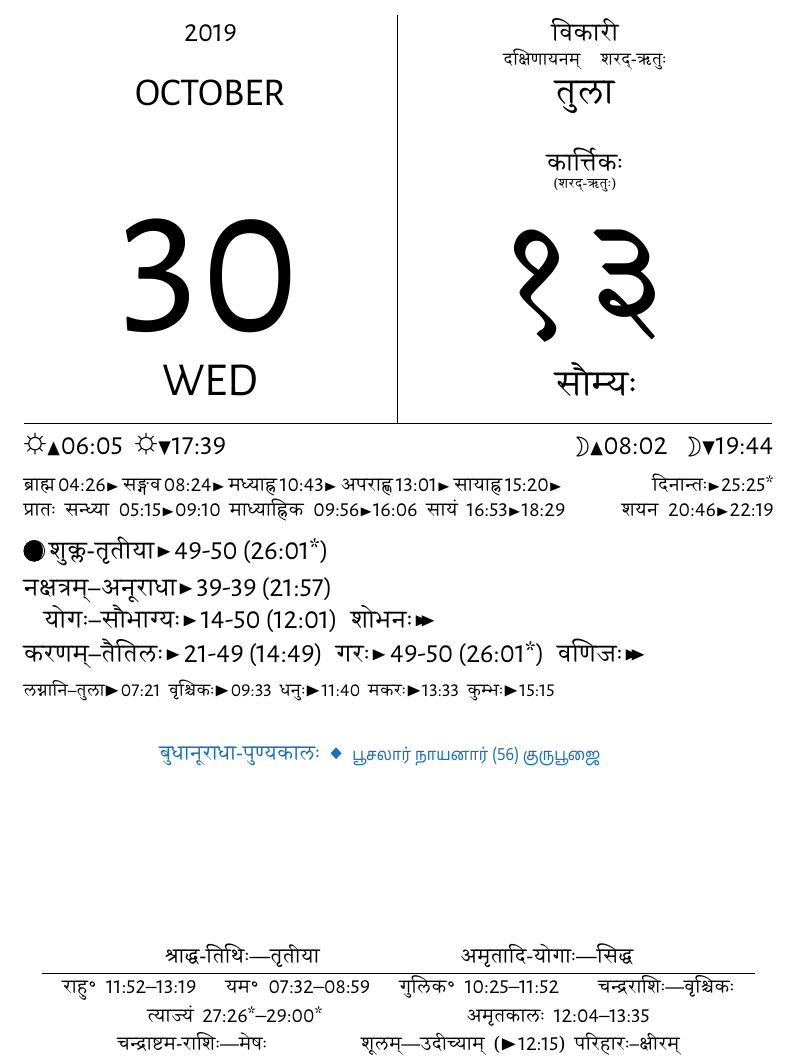 2019
OCTOBER
30
WED
विकारी
दक्षिणायनम् शरद्-ऋतुः
तुला
कार्त्तिकः
(शरद्-ऋतुः)
१३
सौम्यः
☼▲06:05 ☼▼17:39 ☽▲08:02 ☽▼19:44
ब्राह्म 04:26► सङ्गव 08:24► मध्याह्न 10:43► अपराह्ण 13:01► सायाह्न 15:20► दिनान्तः►25:25*
प्रातः सन्ध्या 05:15►09:10 माध्याह्निक 09:56►16:06 सायं 16:53►18:29 शयन 20:46►22:19
शुक्ल-तृतीया►49-50 (26:01*)
नक्षत्रम्–अनूराधा►39-39 (21:57)
योगः–सौभाग्यः►14-50 (12:01) शोभनः►►
करणम्–तैतिलः►21-49 (14:49) गरः►49-50 (26:01*) वणिजः►►
लग्नानि–तुला►07:21 वृश्चिकः►09:33 धनुः►11:40 मकरः►13:33 कुम्भः►15:15
बुधानूराधा-पुण्यकालः ◆ பூசலார் நாயனார் (56) குருபூஜை
श्राद्ध-तिथिः—तृतीया अमृतादि-योगाः—सिद्ध
राहु॰ 11:52–13:19 यम॰ 07:32–08:59 गुलिक॰ 10:25–11:52 चन्द्रराशिः—वृश्चिकः
त्याज्यं 27:26*–29:00* अमृतकालः 12:04–13:35
चन्द्राष्टम-राशिः—मेषः शूलम्—उदीच्याम् (►12:15) परिहारः–क्षीरम्